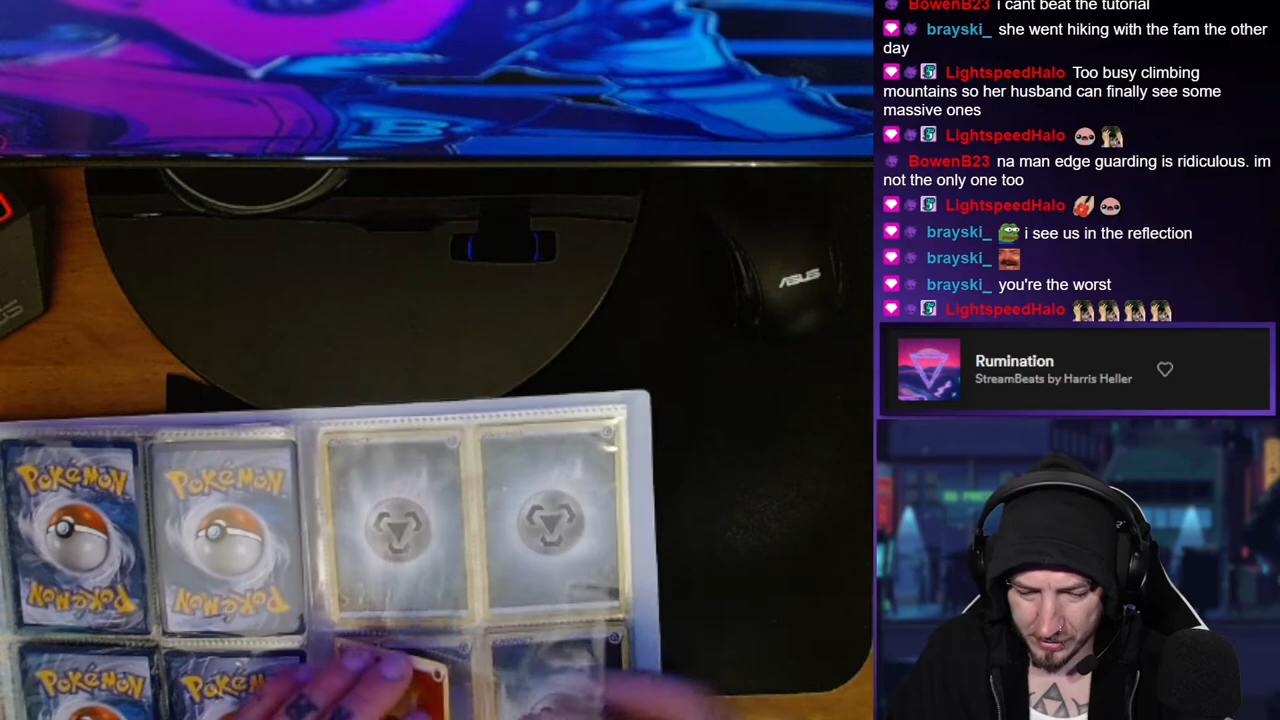 BowenB23 i cant beat the tutorial
brayski_ she went hiking with the fam the other
day
LightspeedHalo Too busy climbing
mountains so her husband can finally see some
massive ones
LightspeedHalo
BowenB23 na man edge guarding is ridiculous. im
not the only one too
LightspeedHalo
brayski_ i see us in the reflection
brayski_
brayski_ you're the worst
LightspeedHalo
Rumination
StreamBeats by Harris Heller
ASUS
POKéMON
POKéMON
POKéMON
POKéMON
POKéMON
POKéMON